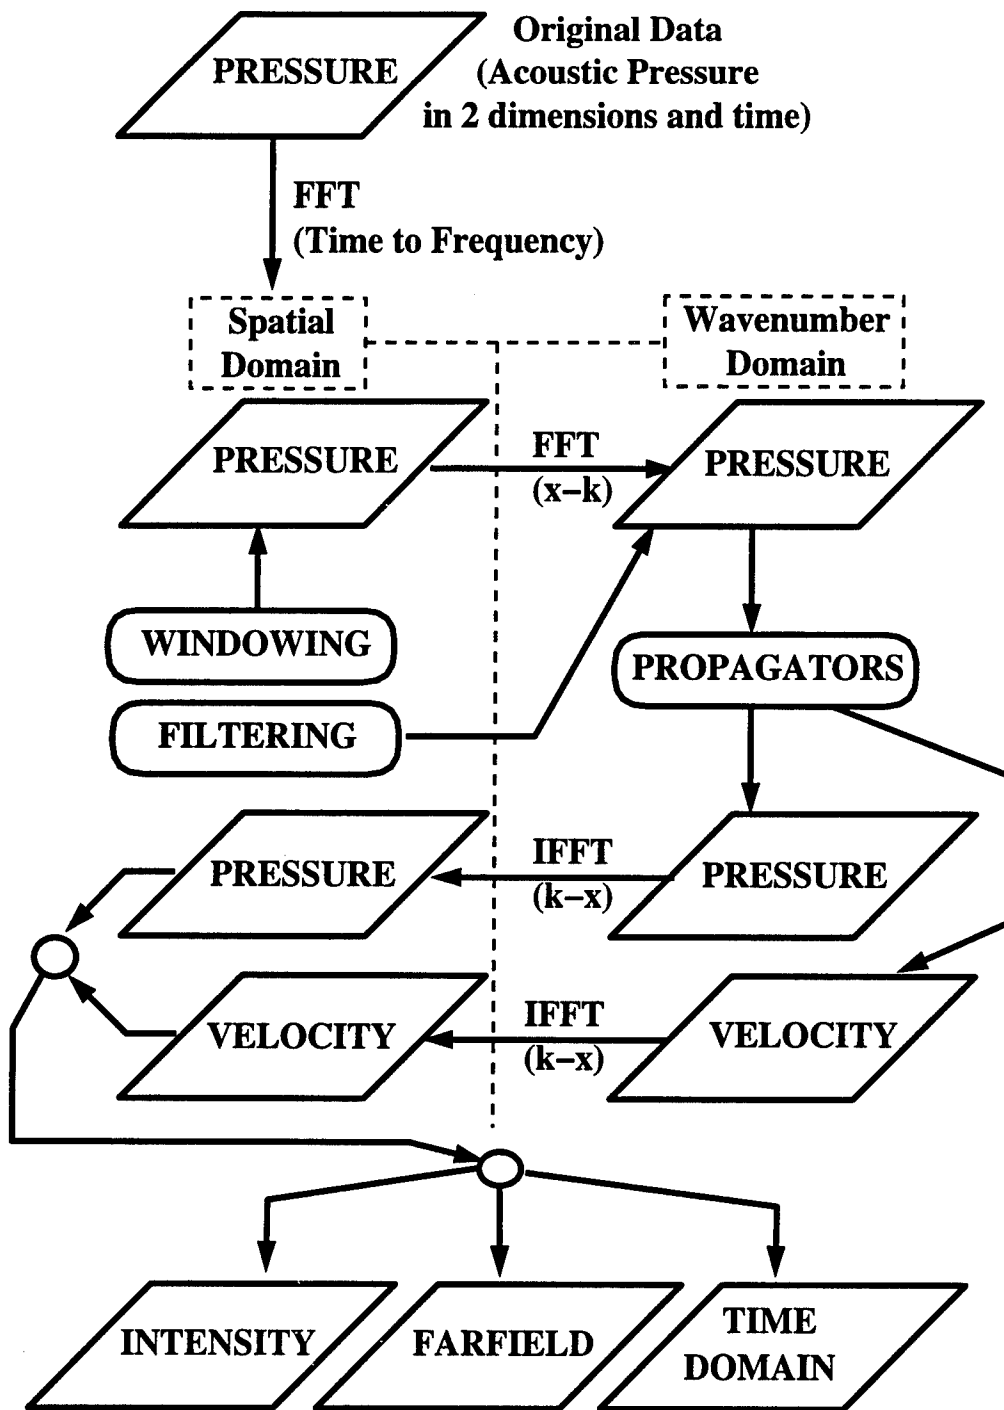 PRESSURE
Original Data
(Acoustic Pressure
in 2 dimensions and time)
FFT
(Time to Frequency)
Spatial
Domain
Wavenumber
Domain
PRESSURE
FFT
(x−k)
PRESSURE
WINDOWING
PROPAGATORS
FILTERING
PRESSURE
IFFT
(k−x)
PRESSURE
VELOCITY
IFFT
(k−x)
VELOCITY
INTENSITY
FARFIELD
TIME
DOMAIN